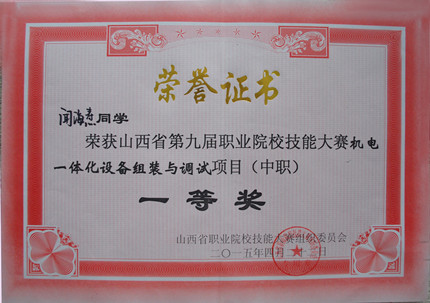 荣誉证书
闻海惠同学
荣获山西省第九届职业院校技能大赛机电
一体化设备组装与调试项目（中职）
一等奖
山西省职业院校技能大赛组织委员会
二〇一五年四月二十三日